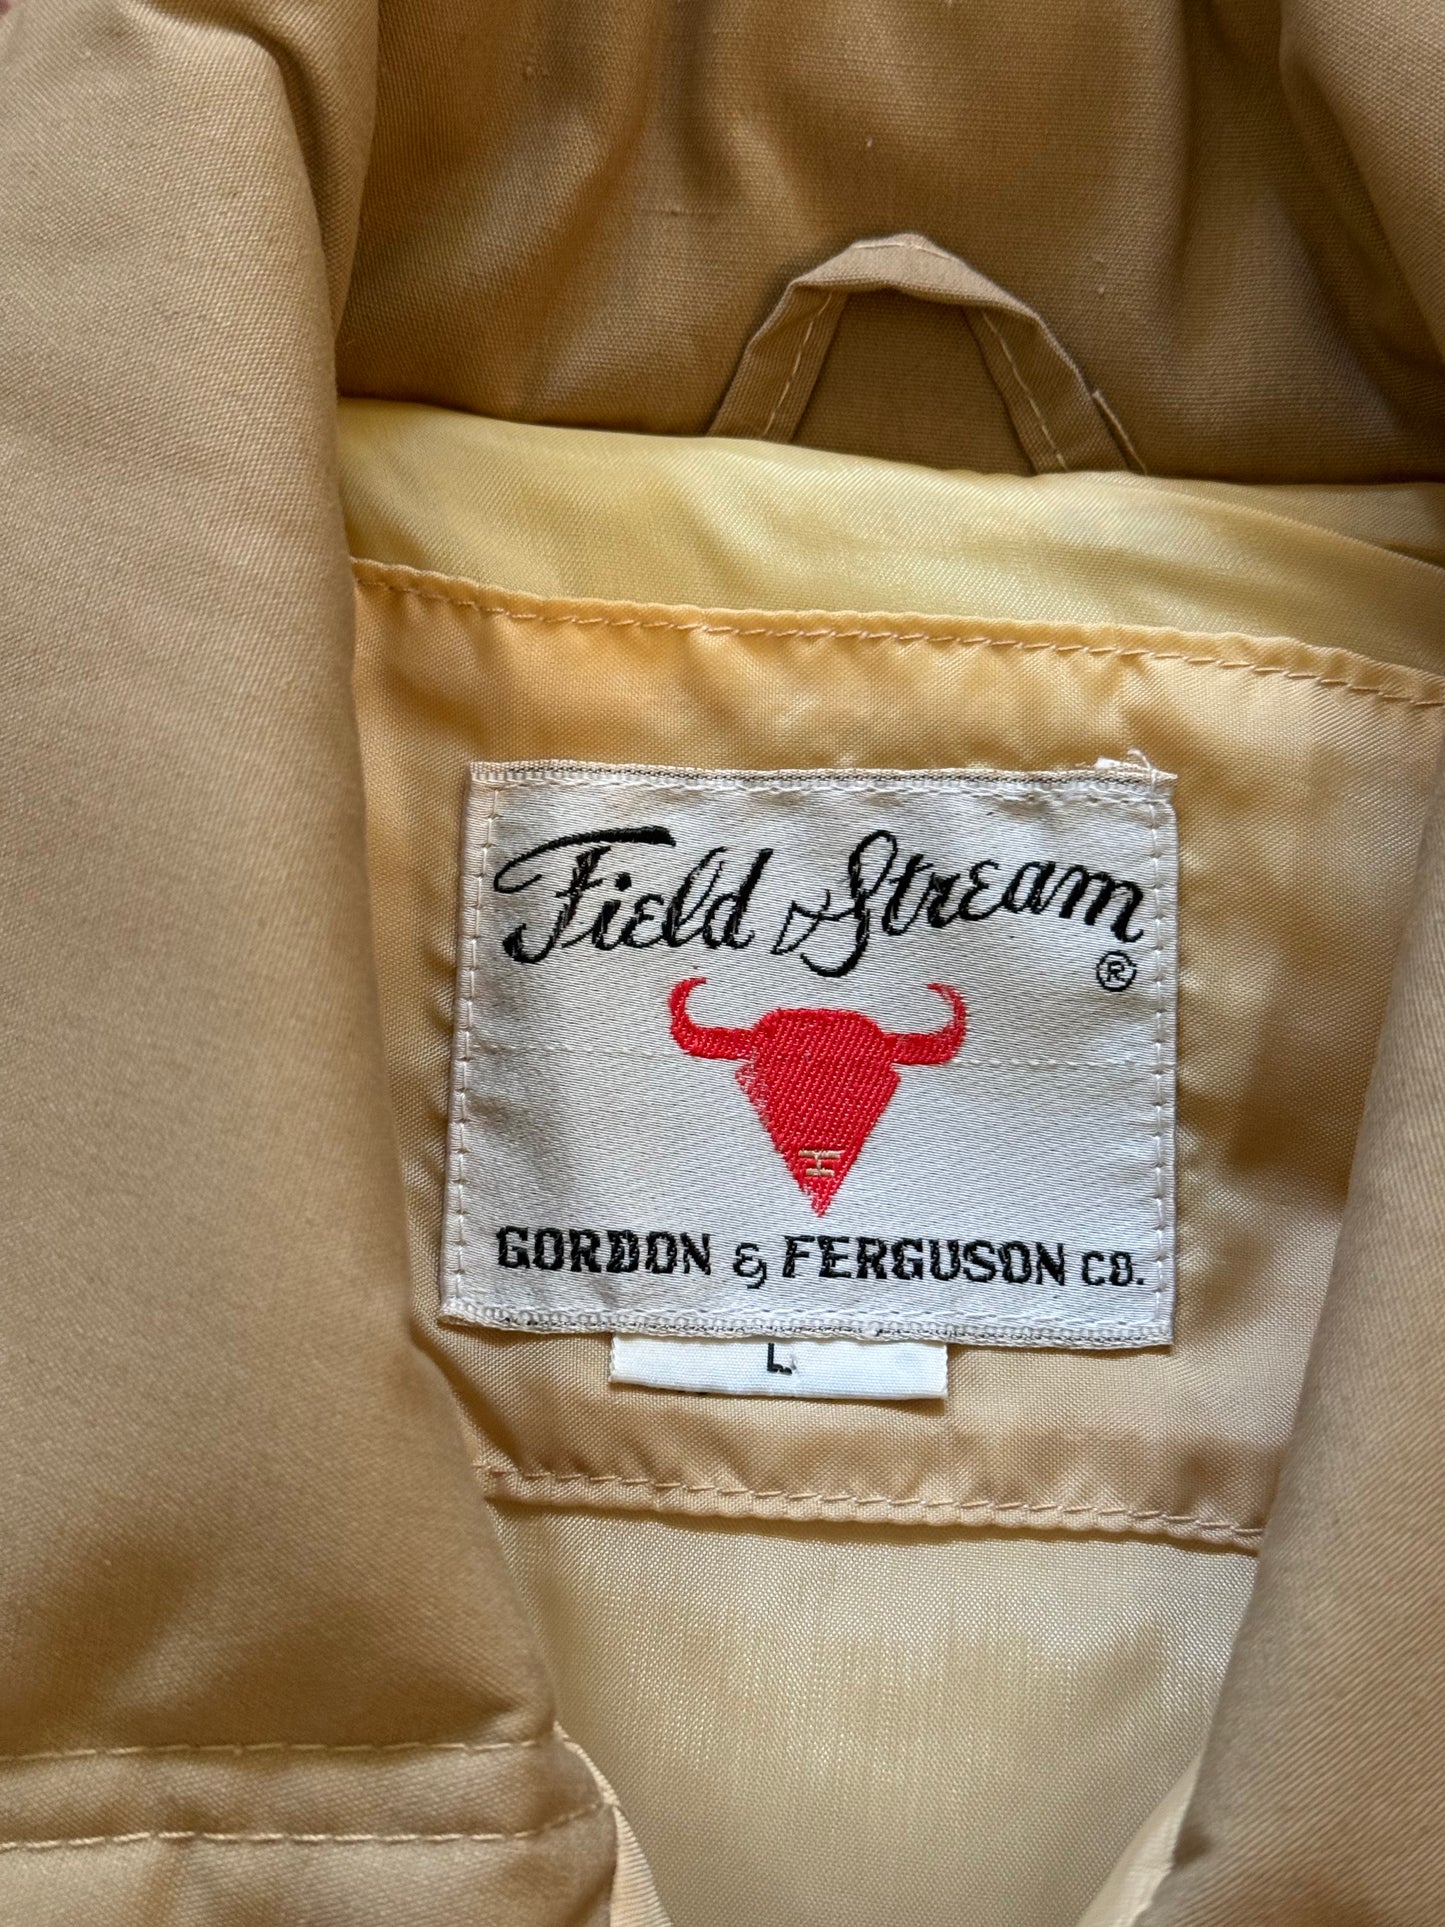 Field & Stream
®
GORDON & FERGUSON CO.
L